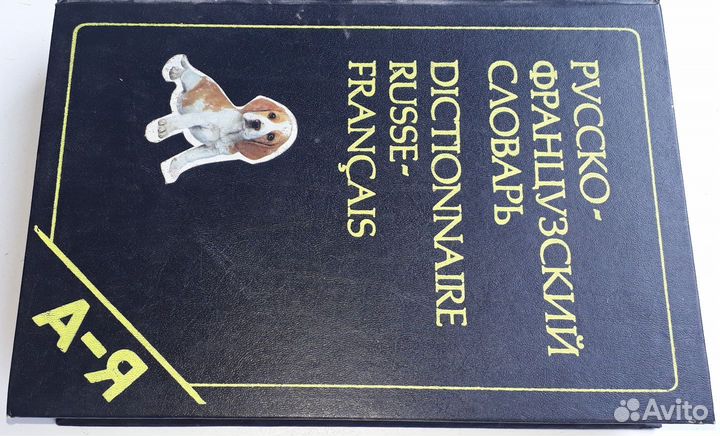 РУССКО-
ФРАНЦУЗСКИЙ
СЛОВАРЬ
DICTIONNAIRE
RUSSE-
FRANÇAIS
А-Я
Avito